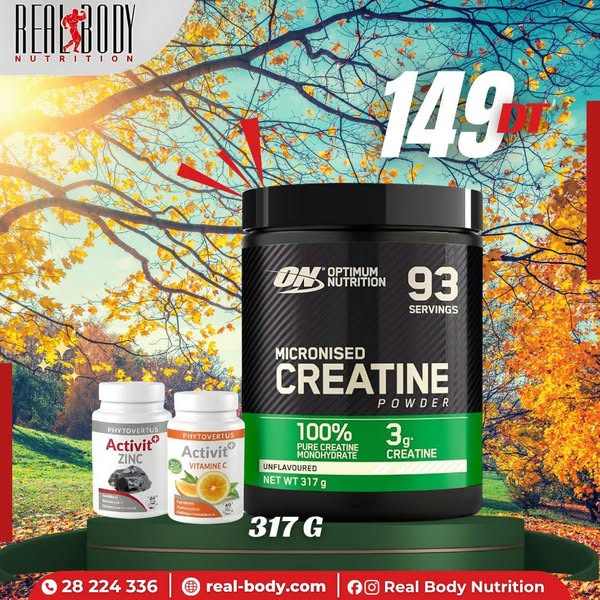 REAL BODY
NUTRITION
149DT
ON OPTIMUM
NUTRITION
93
SERVINGS
MICRONISED
CREATINE
POWDER
100%
PURE CREATINE
MONOHYDRATE
3g
CREATINE
UNFLAVOURED
NET WT 317 g
PHYTOVERTUS
Activit+
ZINC
60
PHYTOVERTUS
Activit+
VITAMINE C
60
317 G
28 224 336 | real-body.com | Real Body Nutrition